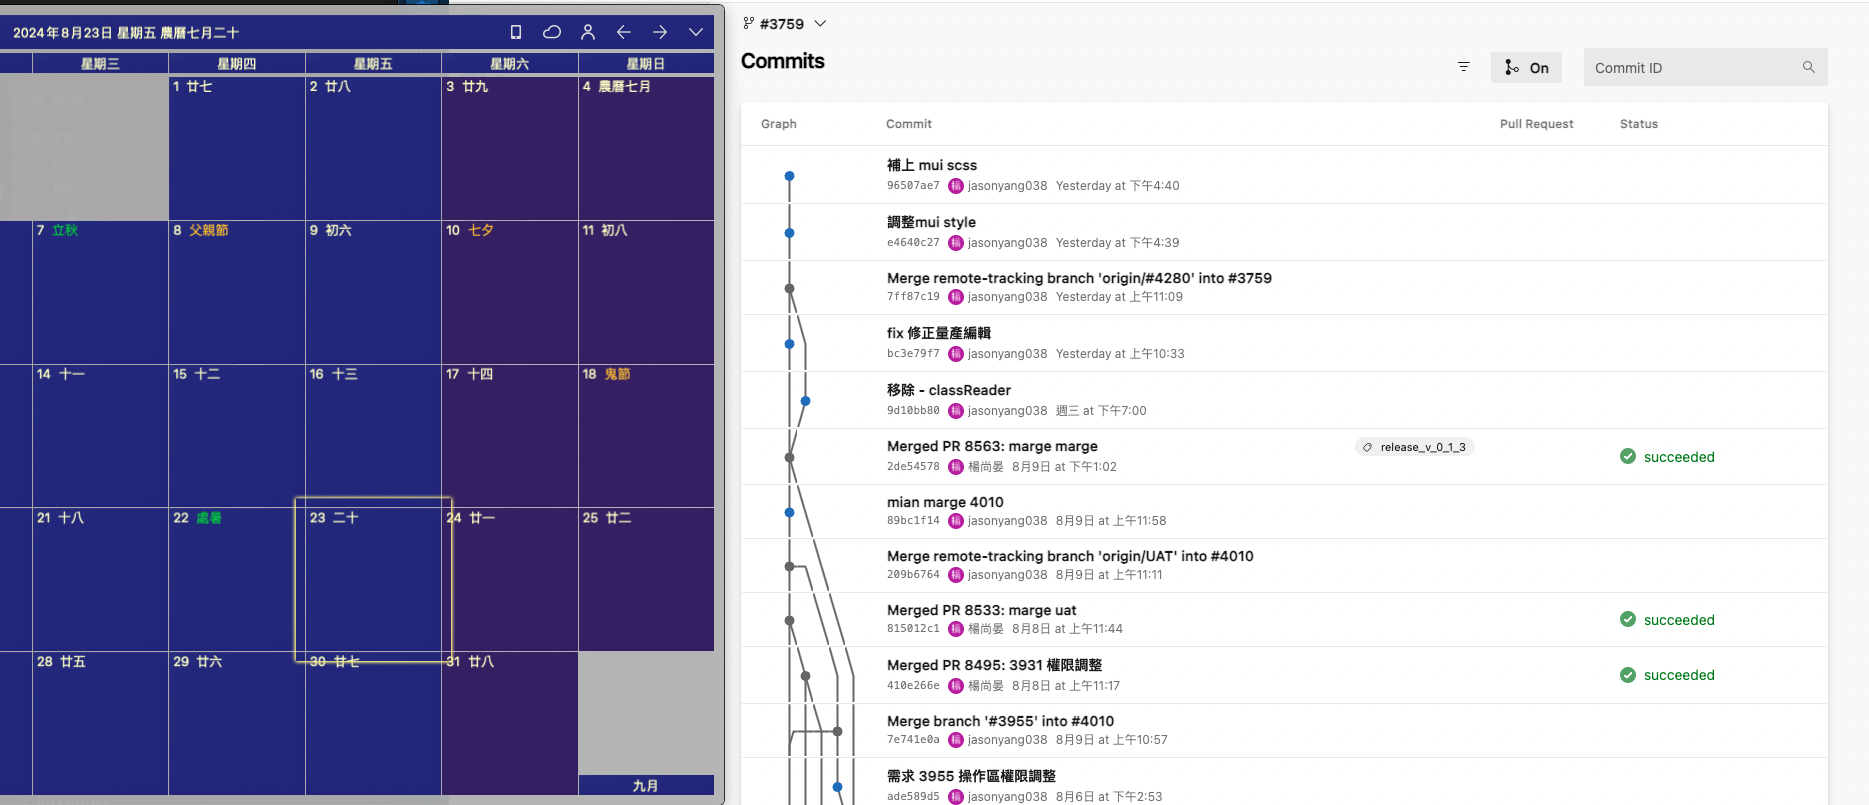 2024年8月23日 星期五 農曆七月二十
星期三 星期四 星期五 星期六 星期日
1 廿七 2 廿八 3 廿九 4 農曆七月
7 立秋 8 父親節 9 初六 10 七夕 11 初八
14 十一 15 十二 16 十三 17 十四 18 鬼節
21 十八 22 處暑 23 二十 24 廿一 25 廿二
28 廿五 29 廿六 30 廿七 31 廿八
九月
#3759
Commits
On
Commit ID
Graph Commit Pull Request Status
補上 mui scss
96507ae7 楊 jasonyang038 Yesterday at 下午4:40
調整mui style
e4640c27 楊 jasonyang038 Yesterday at 下午4:39
Merge remote-tracking branch 'origin/#4280' into #3759
7ff87c19 楊 jasonyang038 Yesterday at 上午11:09
fix 修正量產編輯
bc3e79f7 楊 jasonyang038 Yesterday at 上午10:33
移除 - classReader
9d10bb80 楊 jasonyang038 週三 at 下午7:00
Merged PR 8563: marge marge
release_v_0_1_3
succeeded
2de54578 楊 楊尚晏 8月9日 at 下午1:02
mian marge 4010
89bc1f14 楊 jasonyang038 8月9日 at 上午11:58
Merge remote-tracking branch 'origin/UAT' into #4010
209b6764 楊 jasonyang038 8月9日 at 上午11:11
Merged PR 8533: marge uat
succeeded
815012c1 楊 楊尚晏 8月8日 at 上午11:44
Merged PR 8495: 3931 權限調整
succeeded
410e266e 楊 楊尚晏 8月8日 at 上午11:17
Merge branch '#3955' into #4010
7e741e0a 楊 jasonyang038 8月9日 at 上午10:57
需求 3955 操作區權限調整
ade589d5 楊 jasonyang038 8月6日 at 下午2:53